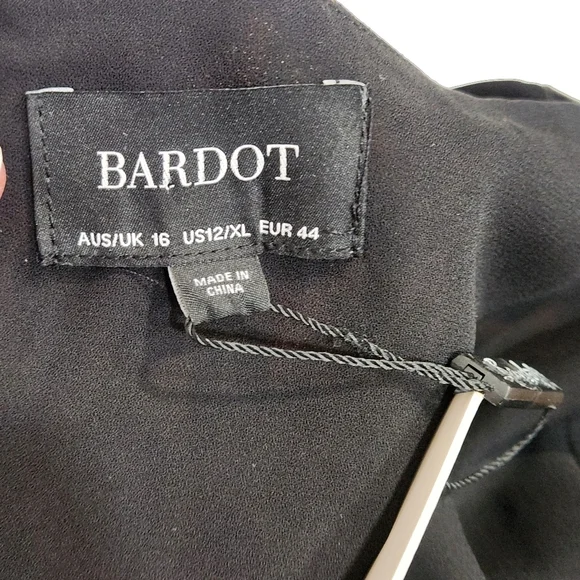 BARDOT
AUS/UK 16 US12/XL EUR 44
MADE IN
CHINA